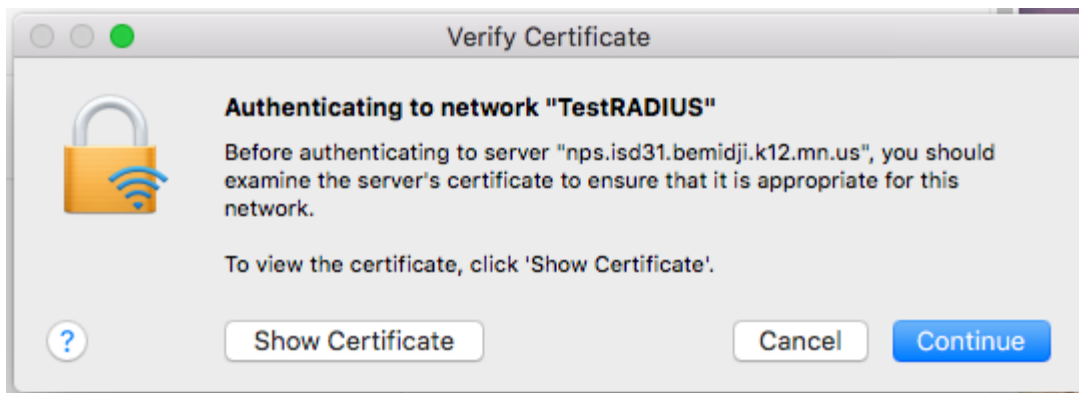 Verify Certificate
Authenticating to network "TestRADIUS"
Before authenticating to server "nps.isd31.bemidji.k12.mn.us", you should
examine the server's certificate to ensure that it is appropriate for this
network.
To view the certificate, click 'Show Certificate'.
?
Show Certificate
Cancel
Continue